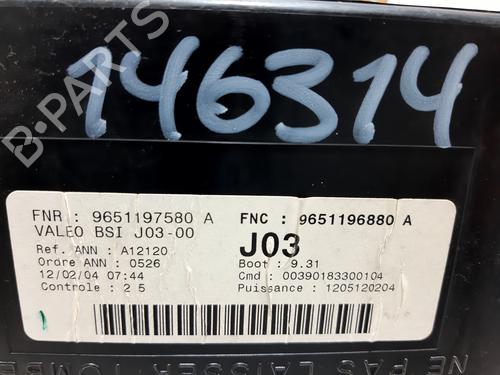 146314
B-PARTS
FNR : 9651197580 A
FNC : 9651196880 A
VALEO BSI J03-00
J03
Ref. ANN : A12120
Boot : 9.31
Ordre ANN : 0526
Cmd : 00390183300104
12/02/04 07:44
Puissance : 1205120204
Controle : 2 5
NE PAS LAISSER TOMBE